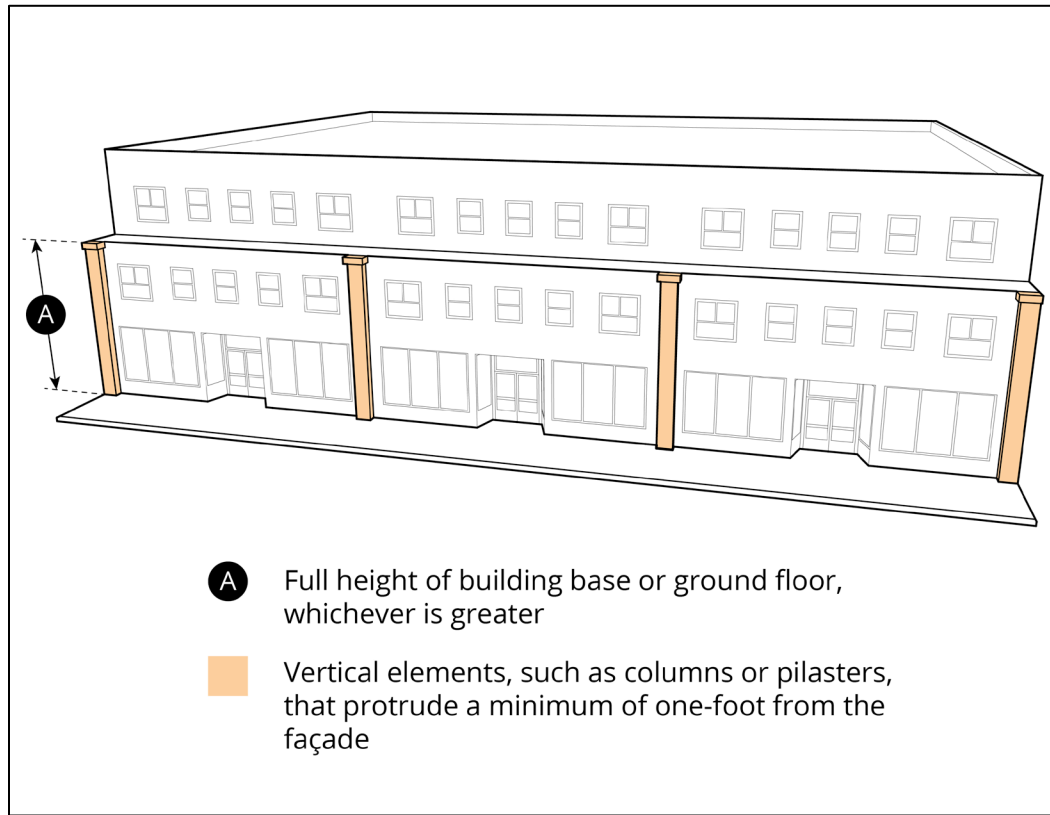 A
A
Full height of building base or ground floor,
whichever is greater
Vertical elements, such as columns or pilasters,
that protrude a minimum of one-foot from the
façade